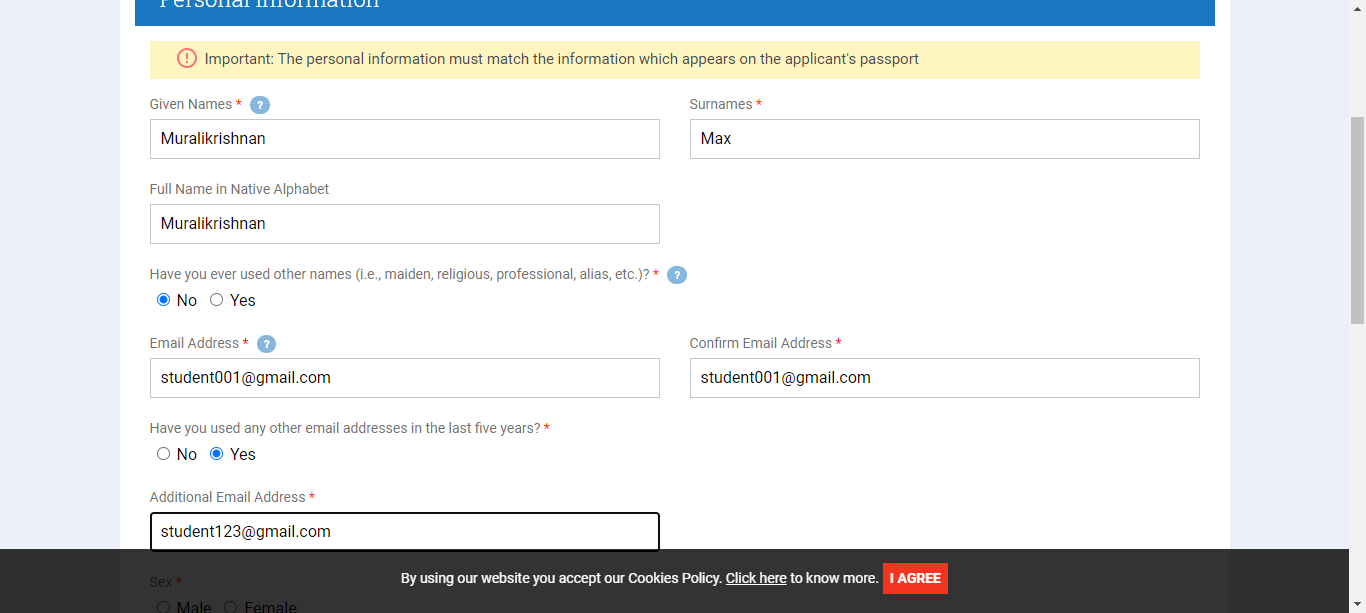 Personal Information
Important: The personal information must match the information which appears on the applicant's passport
Given Names * ?
Surnames *
Muralikrishnan
Max
Full Name in Native Alphabet
Muralikrishnan
Have you ever used other names (i.e., maiden, religious, professional, alias, etc.)? * ?
No Yes
Email Address * ?
Confirm Email Address *
student001@gmail.com
student001@gmail.com
Have you used any other email addresses in the last five years? *
No Yes
Additional Email Address *
student123@gmail.com
Sex *
By using our website you accept our Cookies Policy. Click here to know more. I AGREE
Male Female